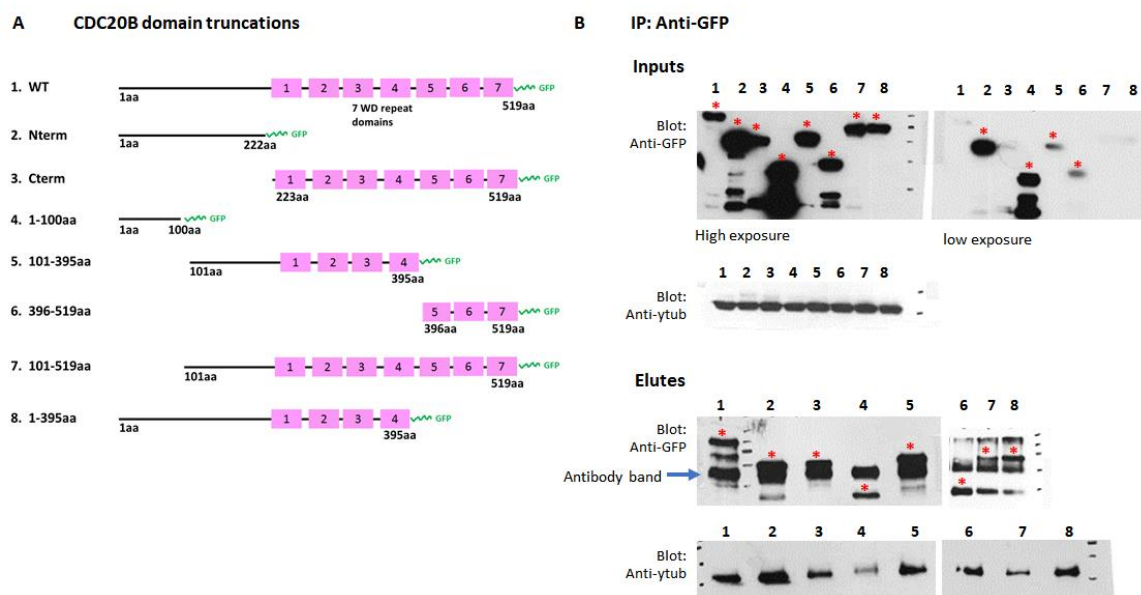 A CDC20B domain truncations
1. WT
1 2 3 4 5 6 7 GFP
1aa 7 WD repeat domains 519aa
2. Nterm
GFP
1aa 222aa
3. Cterm
1 2 3 4 5 6 7 GFP
223aa 519aa
4. 1-100aa
GFP
1aa 100aa
5. 101-395aa
1 2 3 4 GFP
101aa 395aa
6. 396-519aa
5 6 7 GFP
396aa 519aa
7. 101-519aa
1 2 3 4 5 6 7 GFP
101aa 519aa
8. 1-395aa
1 2 3 4 GFP
1aa 395aa
B IP: Anti-GFP
Inputs
1 2 3 4 5 6 7 8
1 2 3 4 5 6 7 8
* * * * * * * *
* * * *
Blot:
Anti-GFP
High exposure
low exposure
1 2 3 4 5 6 7 8
Blot:
Anti-ytub
Elutes
1 2 3 4 5
6 7 8
* * * * *
* * *
Blot:
Anti-GFP
Antibody band
1 2 3 4 5
6 7 8
Blot:
Anti-ytub